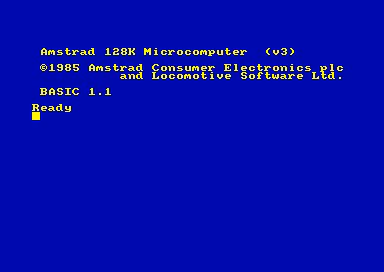 Amstrad 128K Microcomputer (v3)
©1985 Amstrad Consumer Electronics plc
and Locomotive Software Ltd.
BASIC 1.1
Ready